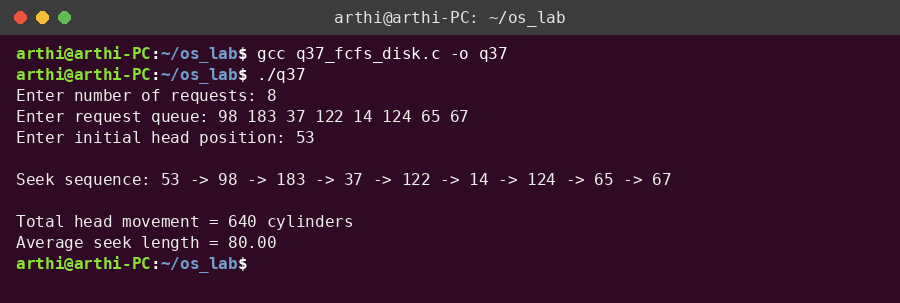 arthi@arthi-PC: ~/os_lab
arthi@arthi-PC:~/os_lab$ gcc q37_fcfs_disk.c -o q37
arthi@arthi-PC:~/os_lab$ ./q37
Enter number of requests: 8
Enter request queue: 98 183 37 122 14 124 65 67
Enter initial head position: 53
Seek sequence: 53 -> 98 -> 183 -> 37 -> 122 -> 14 -> 124 -> 65 -> 67
Total head movement = 640 cylinders
Average seek length = 80.00
arthi@arthi-PC:~/os_lab$